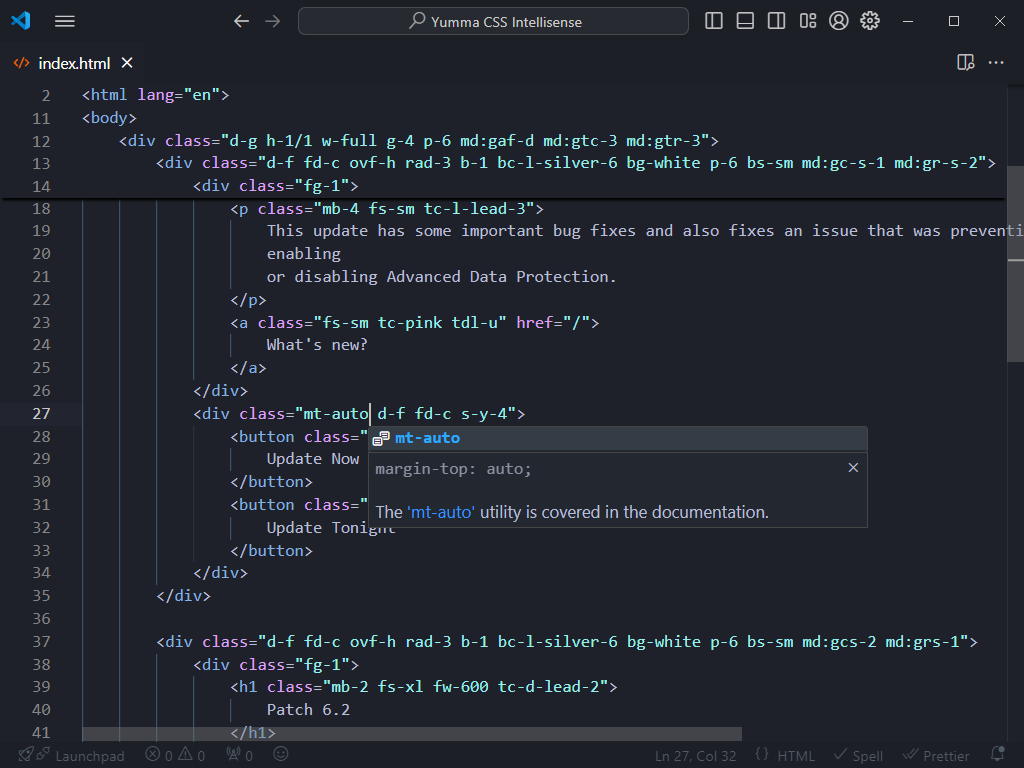 Yumma CSS Intellisense
</> index.html
2 <html lang="en">
11 <body>
12 <div class="d-g h-1/1 w-full g-4 p-6 md:gaf-d md:gtc-3 md:gtr-3">
13 <div class="d-f fd-c ovf-h rad-3 b-1 bc-l-silver-6 bg-white p-6 bs-sm md:gc-s-1 md:gr-s-2">
14 <div class="fg-1">
18 <p class="mb-4 fs-sm tc-l-lead-3">
19 This update has some important bug fixes and also fixes an issue that was preventi
20 enabling
21 or disabling Advanced Data Protection.
22 </p>
23 <a class="fs-sm tc-pink tdl-u" href="/">
24 What's new?
25 </a>
26 </div>
27 <div class="mt-auto d-f fd-c s-y-4">
28 <button class="
mt-auto
29 Update Now
margin-top: auto;
30 </button>
31 <button class="
The 'mt-auto' utility is covered in the documentation.
32 Update Tonight
33 </button>
34 </div>
35 </div>
36
37 <div class="d-f fd-c ovf-h rad-3 b-1 bc-l-silver-6 bg-white p-6 bs-sm md:gcs-2 md:grs-1">
38 <div class="fg-1">
39 <h1 class="mb-2 fs-xl fw-600 tc-d-lead-2">
40 Patch 6.2
41 </h1>
Launchpad 0 0 0 Ln 27, Col 32 {} HTML Spell Prettier